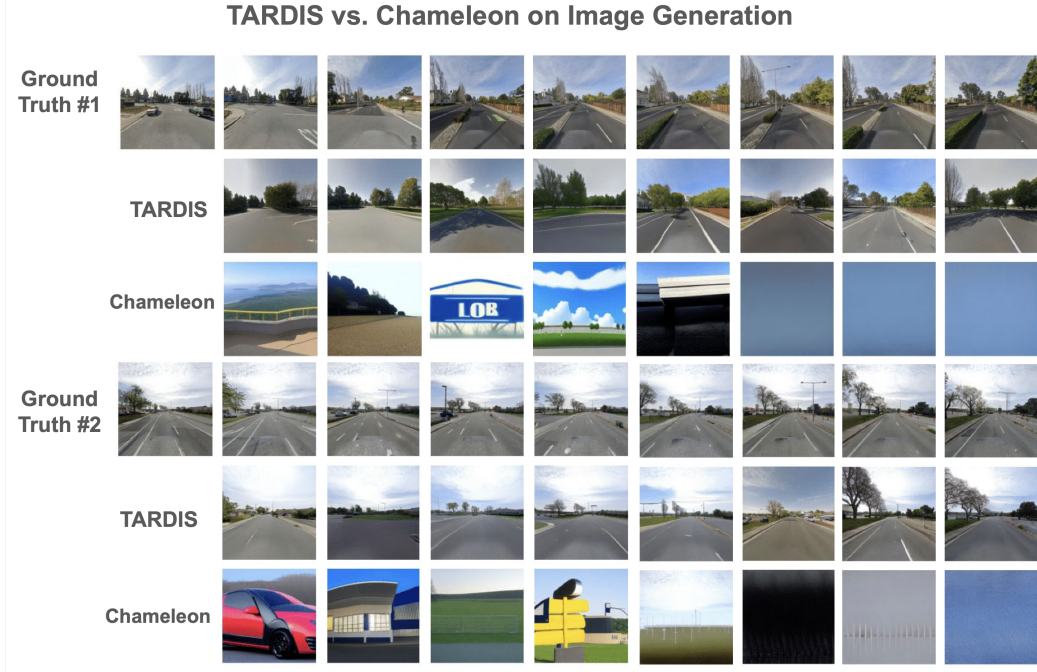 TARDIS vs. Chameleon on Image Generation
Ground
Truth #1
TARDIS
Chameleon
LOB
Ground
Truth #2
TARDIS
Chameleon